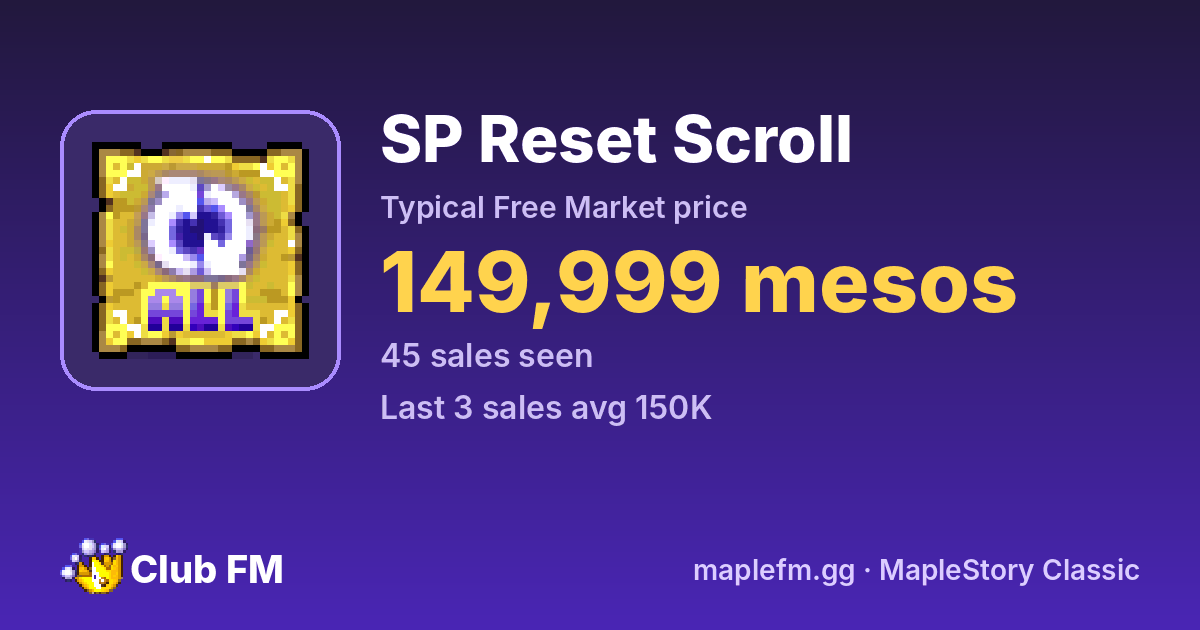 SP Reset Scroll
Typical Free Market price
149,999 mesos
45 sales seen
Last 3 sales avg 150K
ALL
Club FM
maplefm.gg · MapleStory Classic